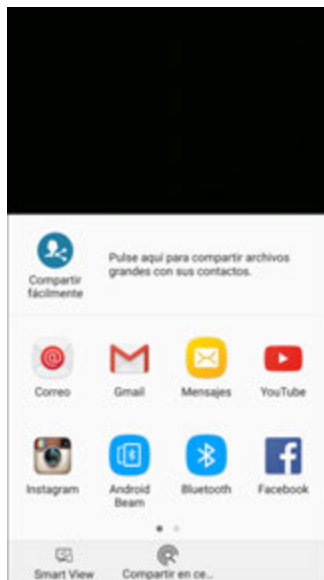 Compartir
fácilmente
Pulse aquí para compartir archivos
grandes con sus contactos.
Correo
Gmail
Mensajes
YouTube
Instagram
Android
Beam
Bluetooth
Facebook
Smart View
Compartir en ce...